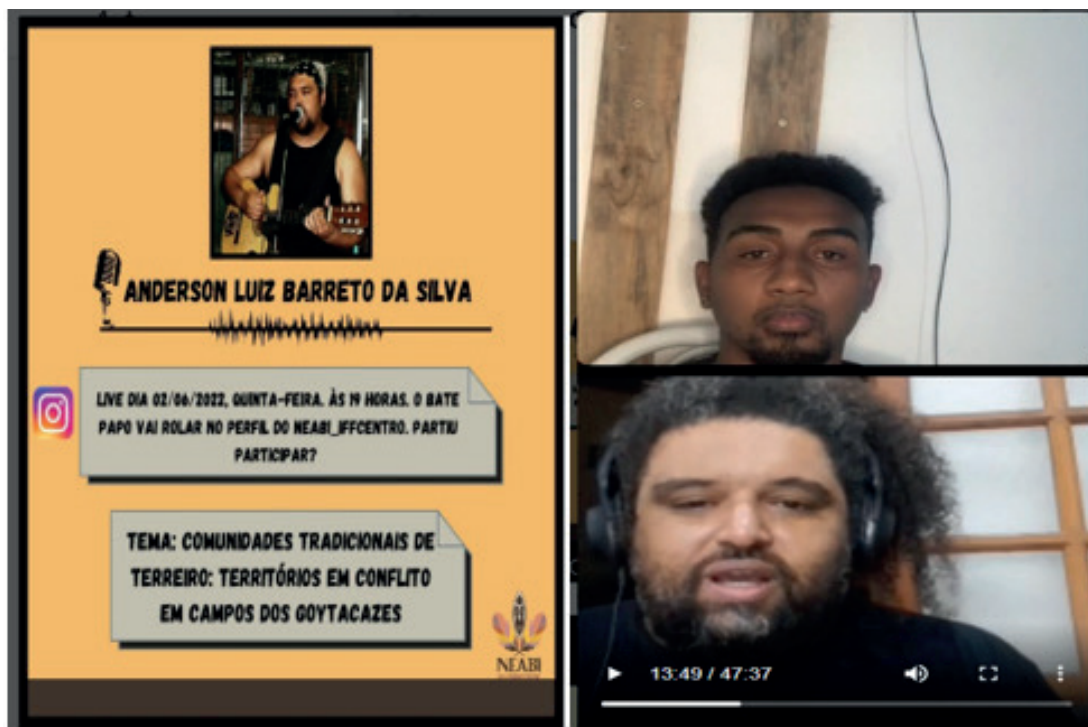 ANDERSON LUIZ BARRETO DA SILVA
LIVE DIA 02/06/2022, QUINTA-FEIRA. ÀS 19 HORAS. O BATE
PAPO VAI ROLAR NO PERFIL DO NEABI_IFFCENTRO. PARTIU
PARTICIPAR?
TEMA: COMUNIDADES TRADICIONAIS DE
TERREIRO: TERRITÓRIOS EM CONFLITO
EM CAMPOS DOS GOYTACAZES
NEABI
13:49 / 47:37